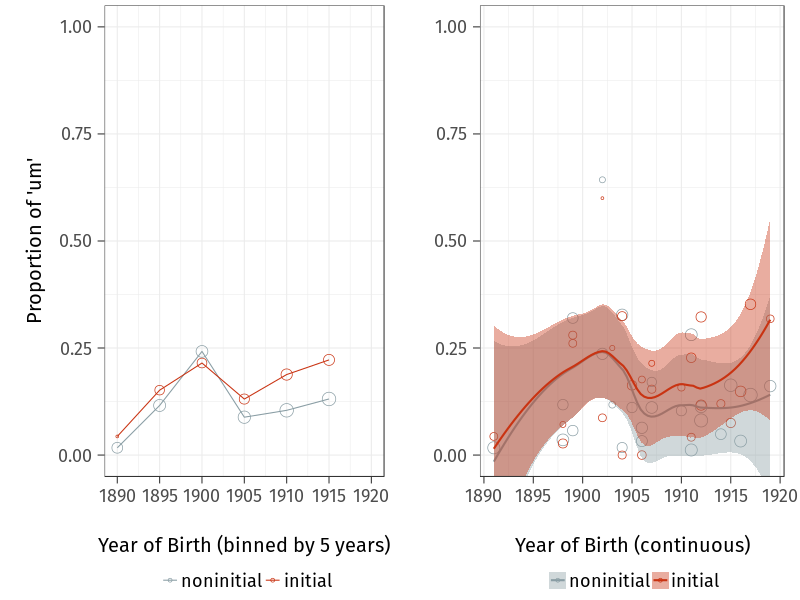 Proportion of 'um'
1.00
0.75
0.50
0.25
0.00
1890 1895 1900 1905 1910 1915 1920
Year of Birth (binned by 5 years)
noninitial initial
1.00
0.75
0.50
0.25
0.00
1890 1895 1900 1905 1910 1915 1920
Year of Birth (continuous)
noninitial initial